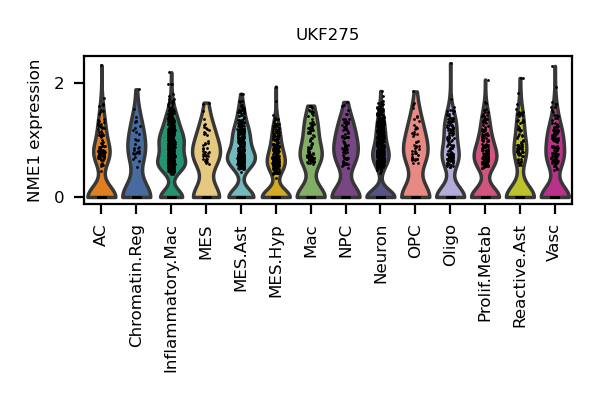 UKF275
NME1 expression
2
0
AC
Chromatin.Reg
Inflammatory.Mac
MES
MES.Ast
MES.Hyp
Mac
NPC
Neuron
OPC
Oligo
Prolif.Metab
Reactive.Ast
Vasc